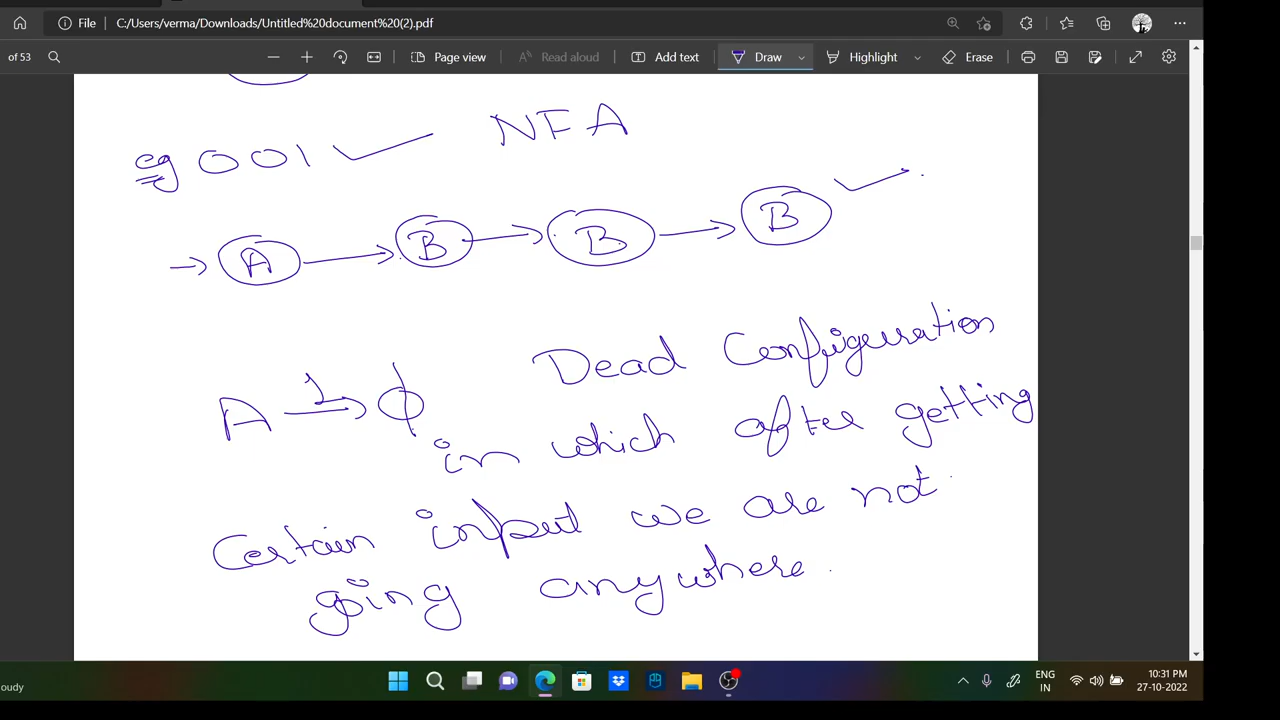 File C:/Users/verma/Downloads/Untitled%20document%20(2).pdf
of 53 Page view Read aloud Add text Draw Highlight Erase
eg 001 NFA
A B B B
A 1 ϕ Dead Configuration
in which after getting
Certain input we are not
going anywhere
oudy
ENG
IN
10:31 PM
27-10-2022